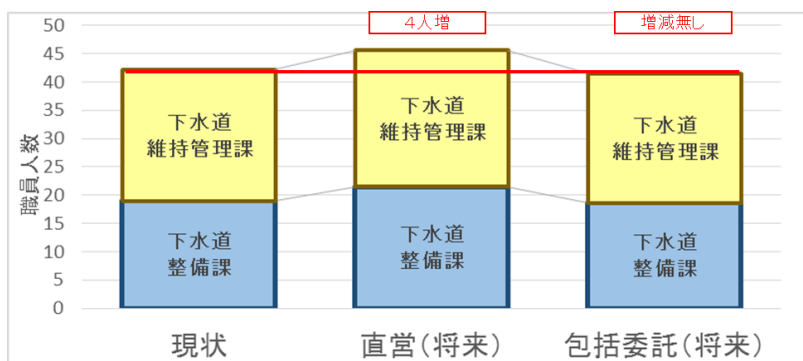 4人増
増減無し
職員人数
50
45
40
35
30
25
20
15
10
5
0
下水道
維持管理課
下水道
整備課
下水道
維持管理課
下水道
整備課
下水道
維持管理課
下水道
整備課
現状
直営(将来)
包括委託(将来)